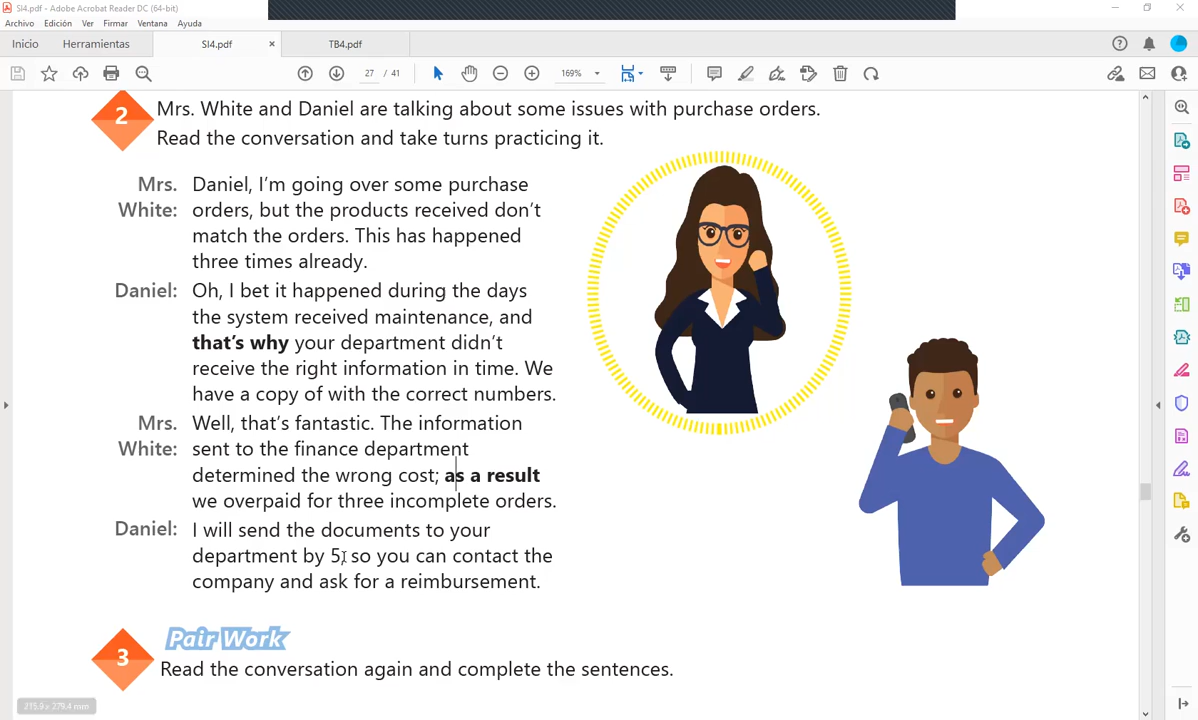 SI4.pdf - Adobe Acrobat Reader DC (64-bit)
Archivo Edición Ver Firmar Ventana Ayuda
Inicio Herramientas SI4.pdf × TB4.pdf
27 / 41 169%
2 Mrs. White and Daniel are talking about some issues with purchase orders.
Read the conversation and take turns practicing it.
Mrs. Daniel, I'm going over some purchase
White: orders, but the products received don't
match the orders. This has happened
three times already.
Daniel: Oh, I bet it happened during the days
the system received maintenance, and
that's why your department didn't
receive the right information in time. We
have a copy of with the correct numbers.
Mrs. Well, that's fantastic. The information
White: sent to the finance department
determined the wrong cost; as a result
we overpaid for three incomplete orders.
Daniel: I will send the documents to your
department by 5, so you can contact the
company and ask for a reimbursement.
Pair Work
3 Read the conversation again and complete the sentences.
215.9 x 279.4 mm